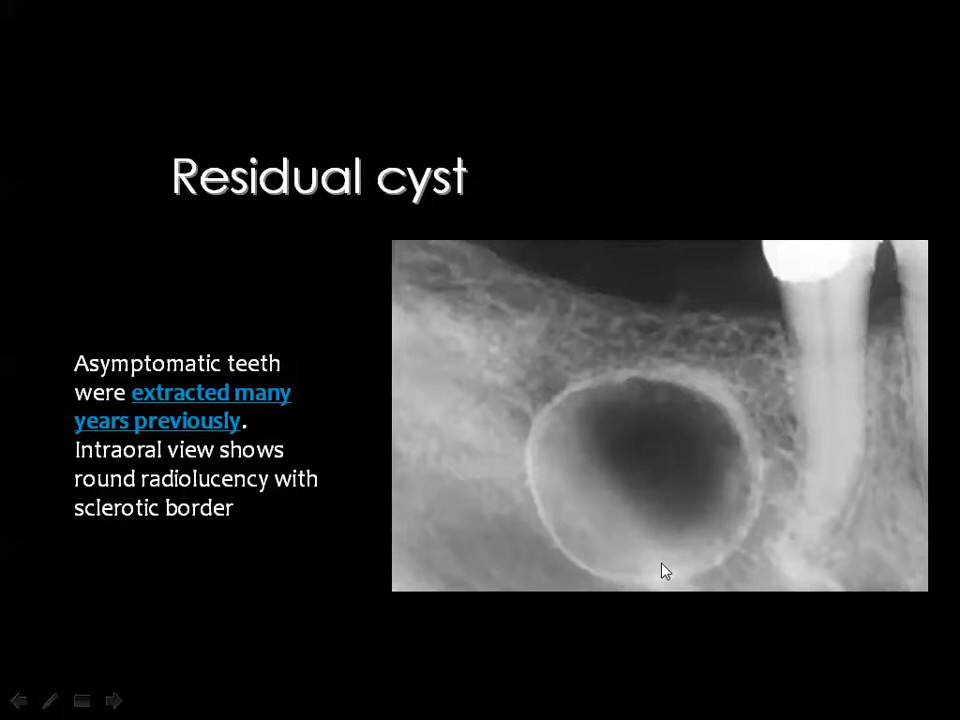 Residual cyst
Asymptomatic teeth
were extracted many
years previously.
Intraoral view shows
round radiolucency with
sclerotic border